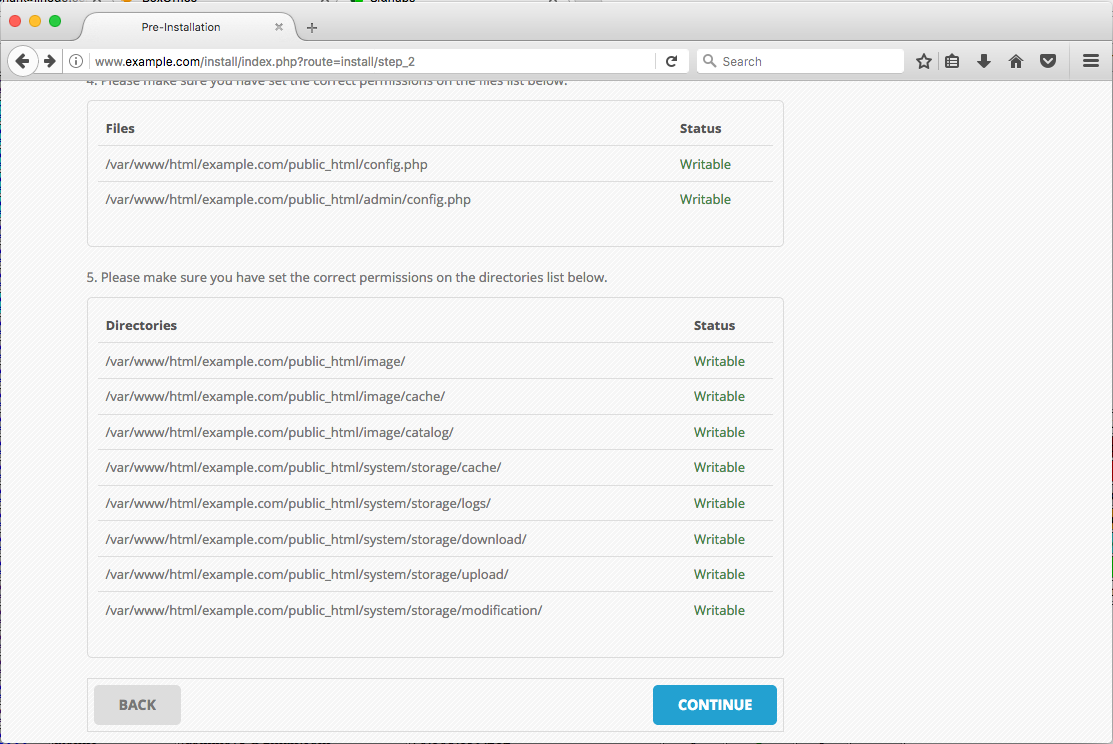 Pre-Installation
www.example.com/install/index.php?route=install/step_2
Search
4. Please make sure you have set the correct permissions on the files list below.
Files Status
/var/www/html/example.com/public_html/config.php Writable
/var/www/html/example.com/public_html/admin/config.php Writable
5. Please make sure you have set the correct permissions on the directories list below.
Directories Status
/var/www/html/example.com/public_html/image/ Writable
/var/www/html/example.com/public_html/image/cache/ Writable
/var/www/html/example.com/public_html/image/catalog/ Writable
/var/www/html/example.com/public_html/system/storage/cache/ Writable
/var/www/html/example.com/public_html/system/storage/logs/ Writable
/var/www/html/example.com/public_html/system/storage/download/ Writable
/var/www/html/example.com/public_html/system/storage/upload/ Writable
/var/www/html/example.com/public_html/system/storage/modification/ Writable
BACK CONTINUE